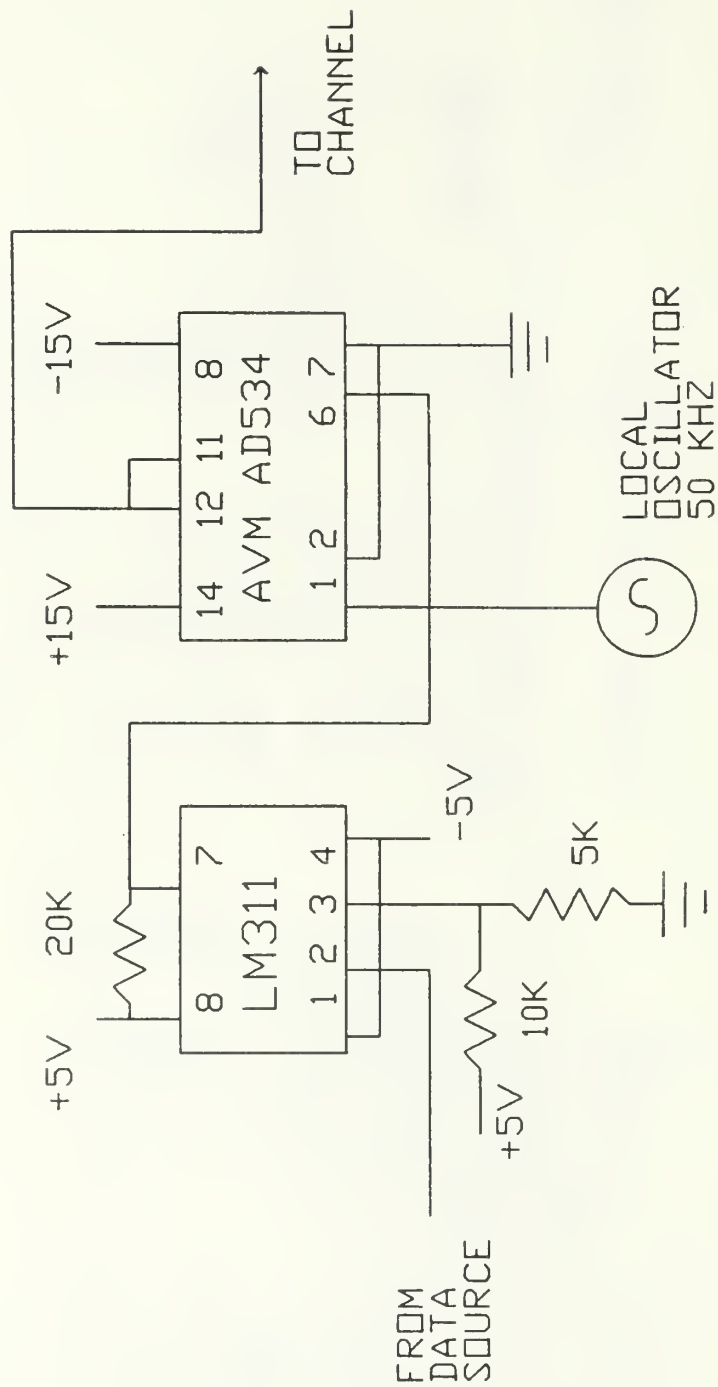 FROM
DATA
SOURCE
+5V
20K
8
7
LM311
1
2
3
4
-5V
+5V
10K
5K
+15V
-15V
14
12
11
8
AVM AD534
1
2
6
7
LOCAL
OSCILLATOR
50 KHZ
TO
CHANNEL